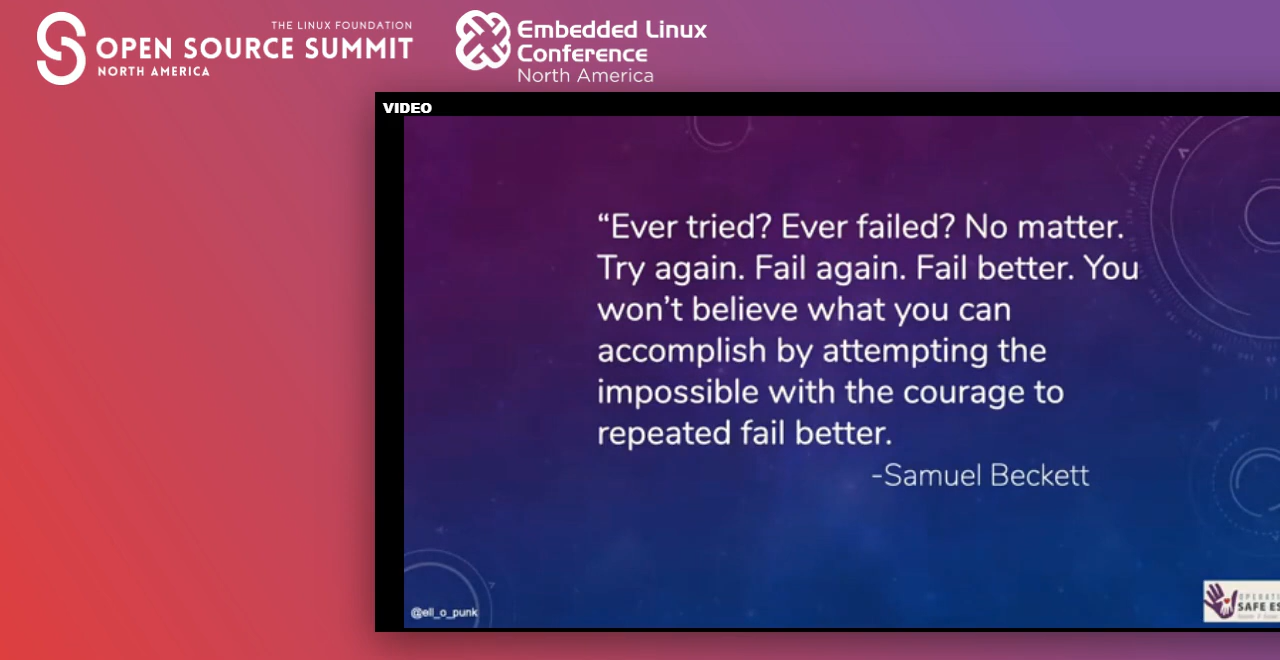 THE LINUX FOUNDATION
OPEN SOURCE SUMMIT
NORTH AMERICA
Embedded Linux
Conference
North America
VIDEO
“Ever tried? Ever failed? No matter.
Try again. Fail again. Fail better. You
won’t believe what you can
accomplish by attempting the
impossible with the courage to
repeated fail better.
-Samuel Beckett
@ell_o_punk
SAFE